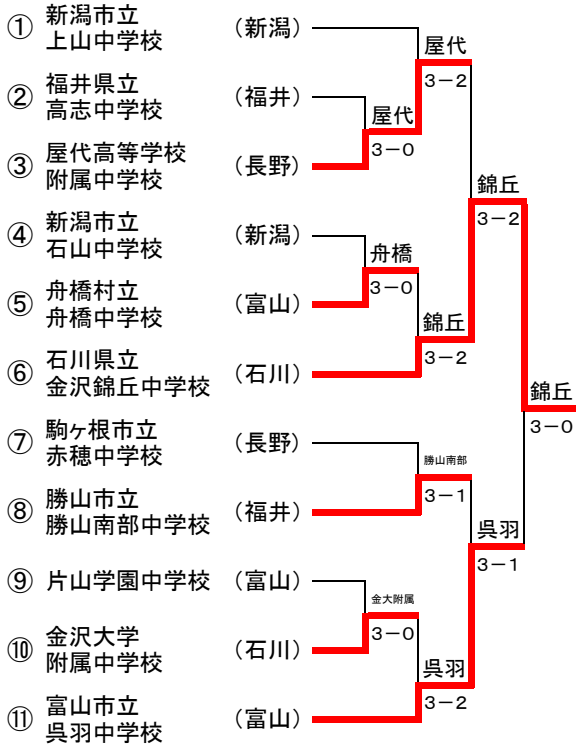 ① 新潟市立
上山中学校 （新潟）
② 福井県立
高志中学校 （福井）
③ 屋代高等学校
附属中学校 （長野）
④ 新潟市立
石山中学校 （新潟）
⑤ 舟橋村立
舟橋中学校 （富山）
⑥ 石川県立
金沢錦丘中学校 （石川）
⑦ 駒ヶ根市立
赤穂中学校 （長野）
⑧ 勝山市立
勝山南部中学校 （福井）
⑨ 片山学園中学校 （富山）
⑩ 金沢大学
附属中学校 （石川）
⑪ 富山市立
呉羽中学校 （富山）
屋代
3－0
舟橋
3－0
金大附属
3－0
屋代
3－2
錦丘
3－2
勝山南部
3－1
呉羽
3－2
錦丘
3－2
呉羽
3－1
錦丘
3－0